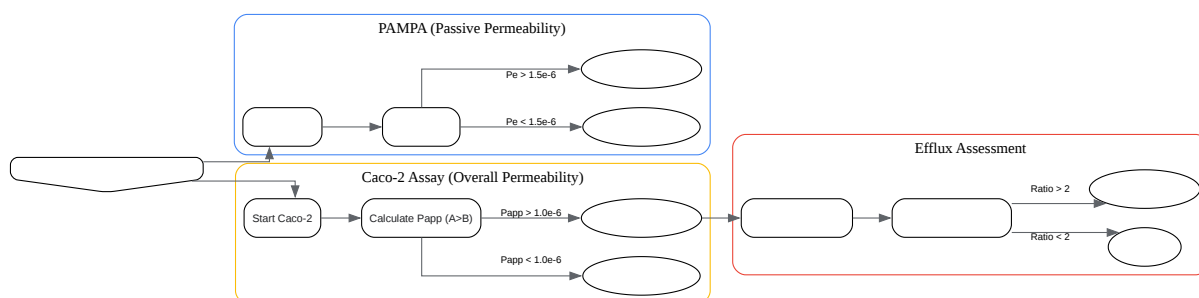 PAMPA (Passive Permeability)
Pe > 1.5e-6
Pe < 1.5e-6
Caco-2 Assay (Overall Permeability)
Start Caco-2
Calculate Papp (A>B)
Papp > 1.0e-6
Papp < 1.0e-6
Efflux Assessment
Ratio > 2
Ratio < 2